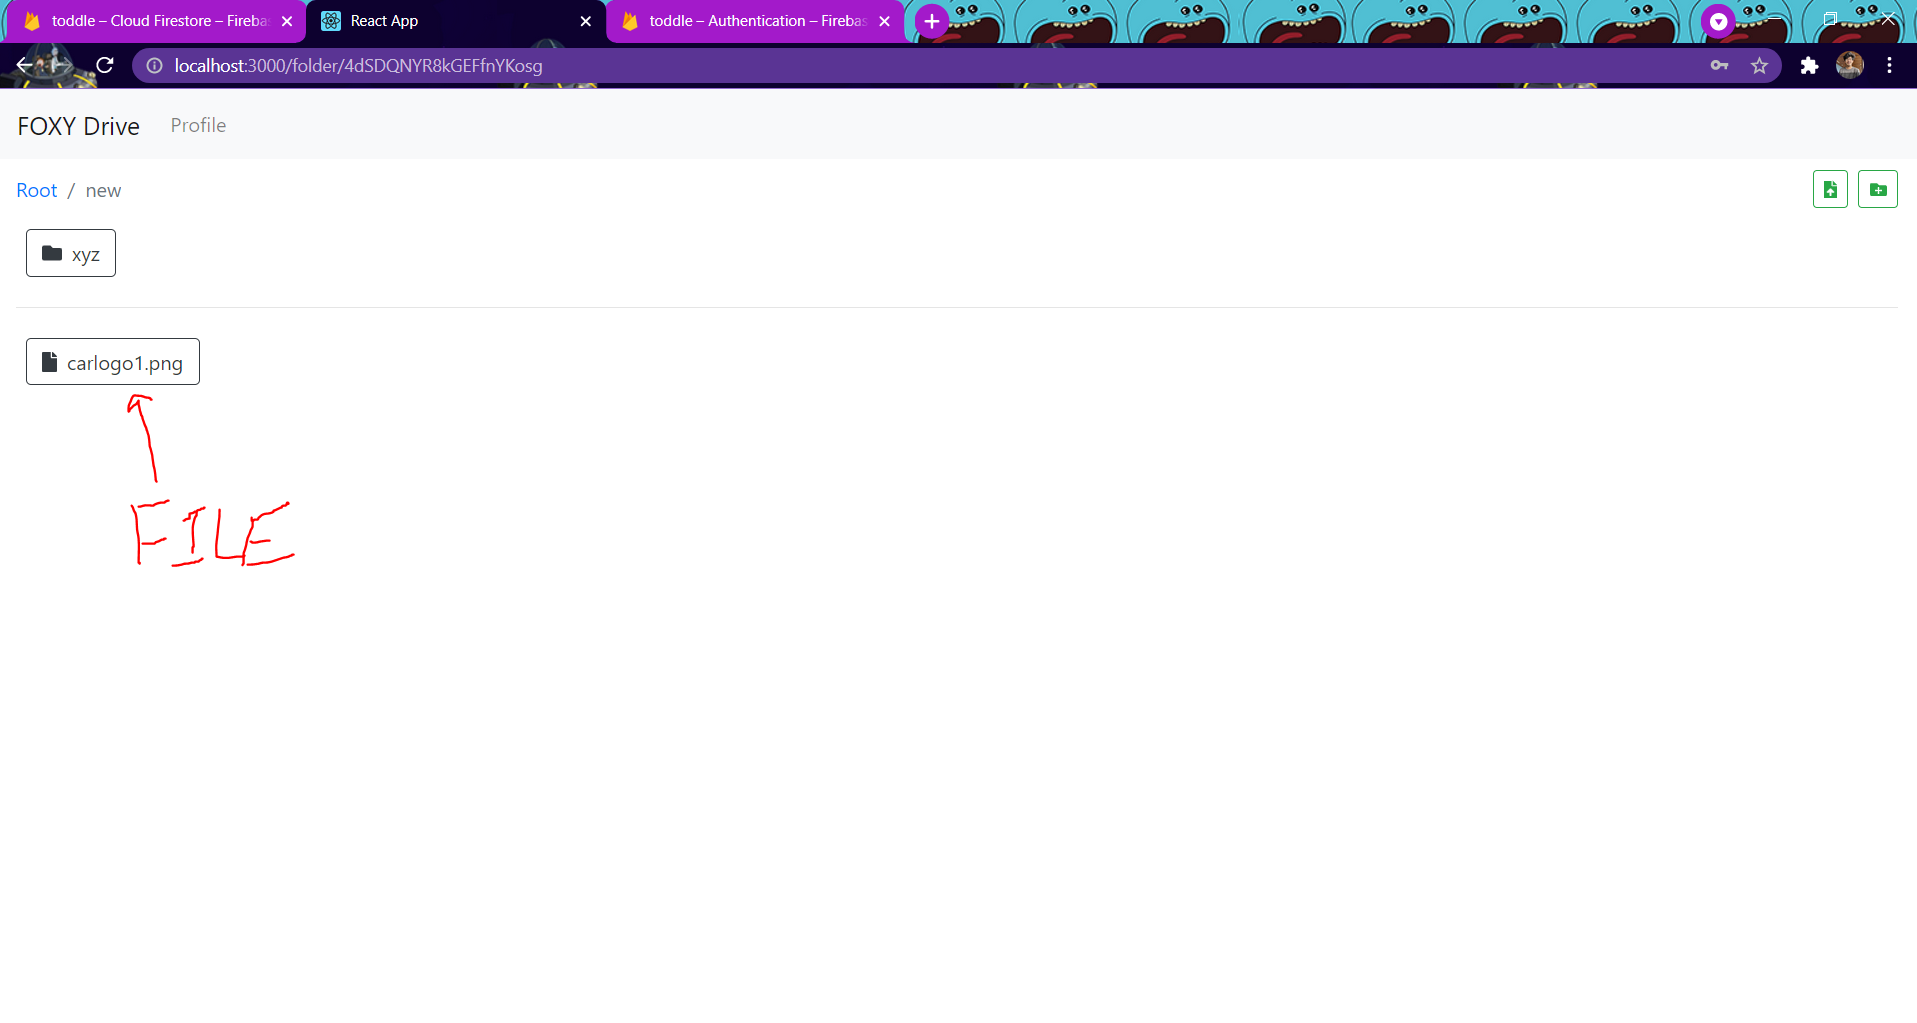 toddle – Cloud Firestore – Fireba
React App
toddle – Authentication – Firebas
localhost:3000/folder/4dSDQNYR8kGEFfnYKosg
FOXY Drive Profile
Root / new
xyz
carlogo1.png
FILE